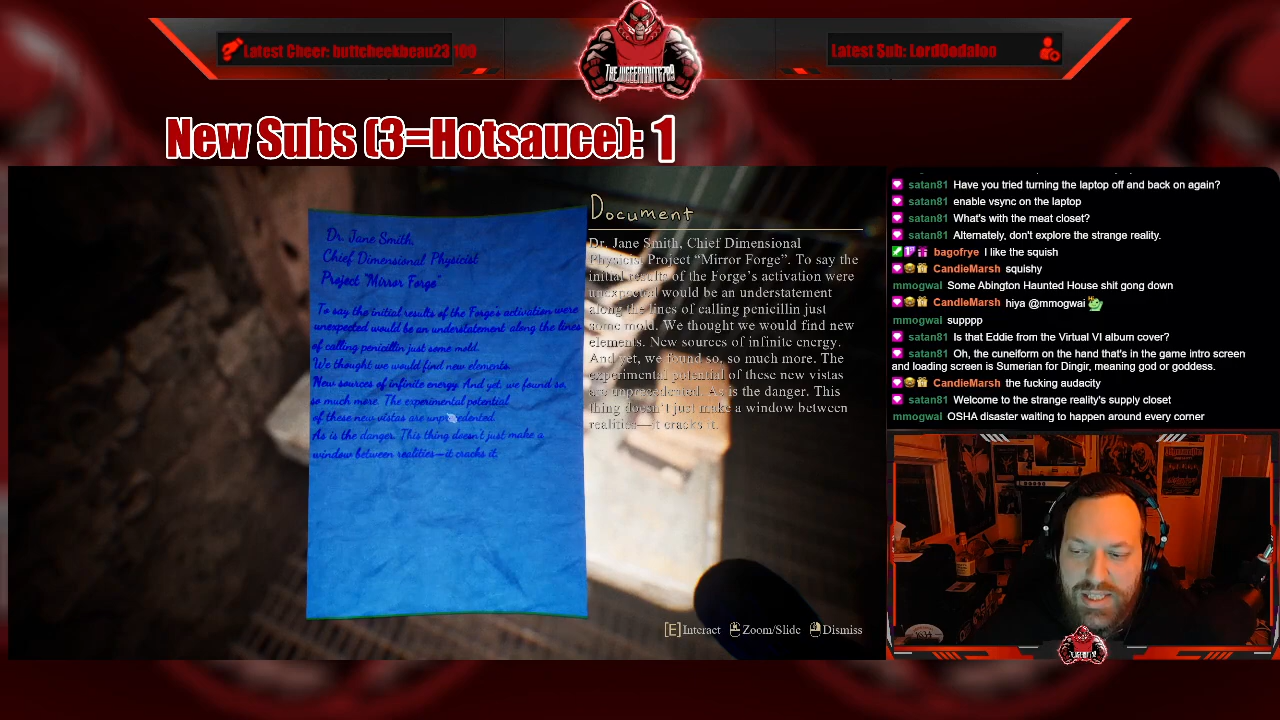 Latest Cheer: buttcheekbeau23 100
THEJUGGERNAUT6789
Latest Sub: LordOodaloo
New Subs (3=Hotsauce): 1
Dr. Jane Smith,
Chief Dimensional Physicist
Project "Mirror Forge"
To say the initial results of the Forge's activation were
unexpected would be an understatement along the lines
of calling penicillin just some mold.
We thought we would find new elements.
New sources of infinite energy. And yet, we found so,
so much more. The experimental potential
of these new vistas are unprecedented.
As is the danger. This thing doesn't just make a
window between realities—it cracks it.
Document
Dr. Jane Smith, Chief Dimensional
Physicist Project “Mirror Forge”. To say the
initial results of the Forge's activation were
unexpected would be an understatement
along the lines of calling penicillin just
some mold. We thought we would find new
elements. New sources of infinite energy.
And yet, we found so, so much more. The
experimental potential of these new vistas
are unprecedented. As is the danger. This
thing doesn't just make a window between
realities—it cracks it.
[E]Interact Zoom/Slide Dismiss
satan81 Have you tried turning the laptop off and back on again?
satan81 enable vsync on the laptop
satan81 What's with the meat closet?
satan81 Alternately, don't explore the strange reality.
bagofrye I like the squish
CandieMarsh squishy
mmogwal Some Abington Haunted House shit gong down
CandieMarsh hiya @mmogwai
mmogwal supppp
satan81 Is that Eddie from the Virtual VI album cover?
satan81 Oh, the cuneiform on the hand that's in the game intro screen
and loading screen is Sumerian for Dingir, meaning god or goddess.
CandieMarsh the fucking audacity
satan81 Welcome to the strange reality's supply closet
mmogwal OSHA disaster waiting to happen around every corner